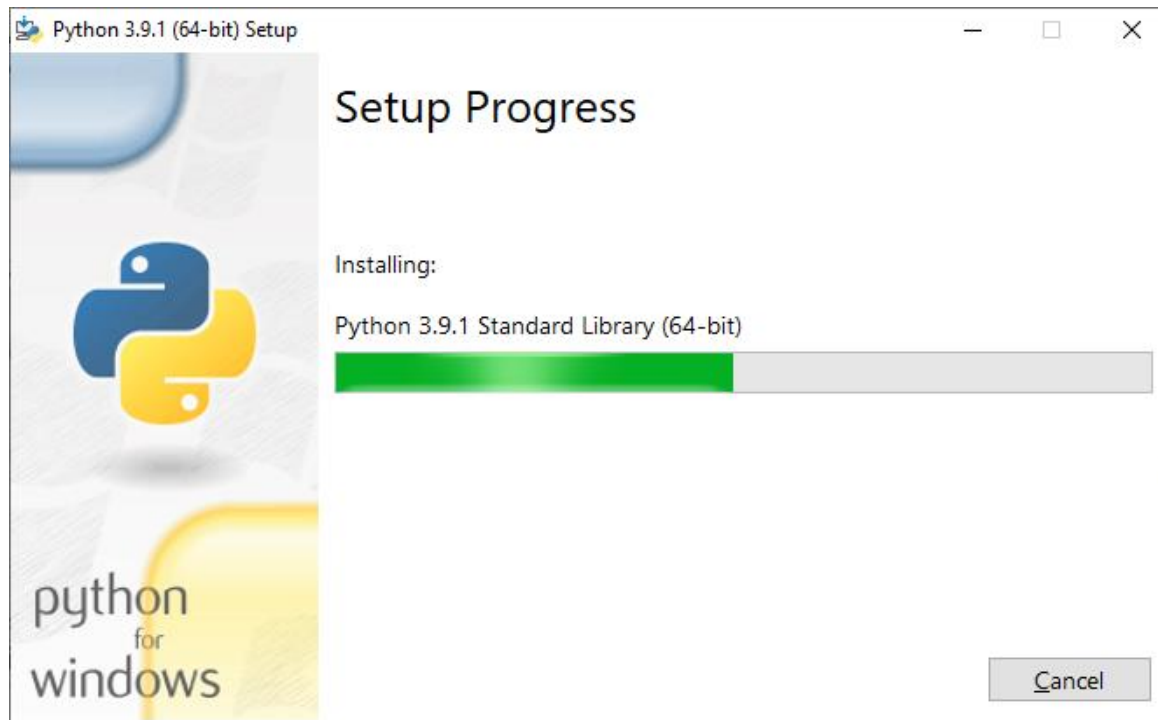 Python 3.9.1 (64-bit) Setup
Setup Progress
Installing:
Python 3.9.1 Standard Library (64-bit)
python
for
windows
Cancel